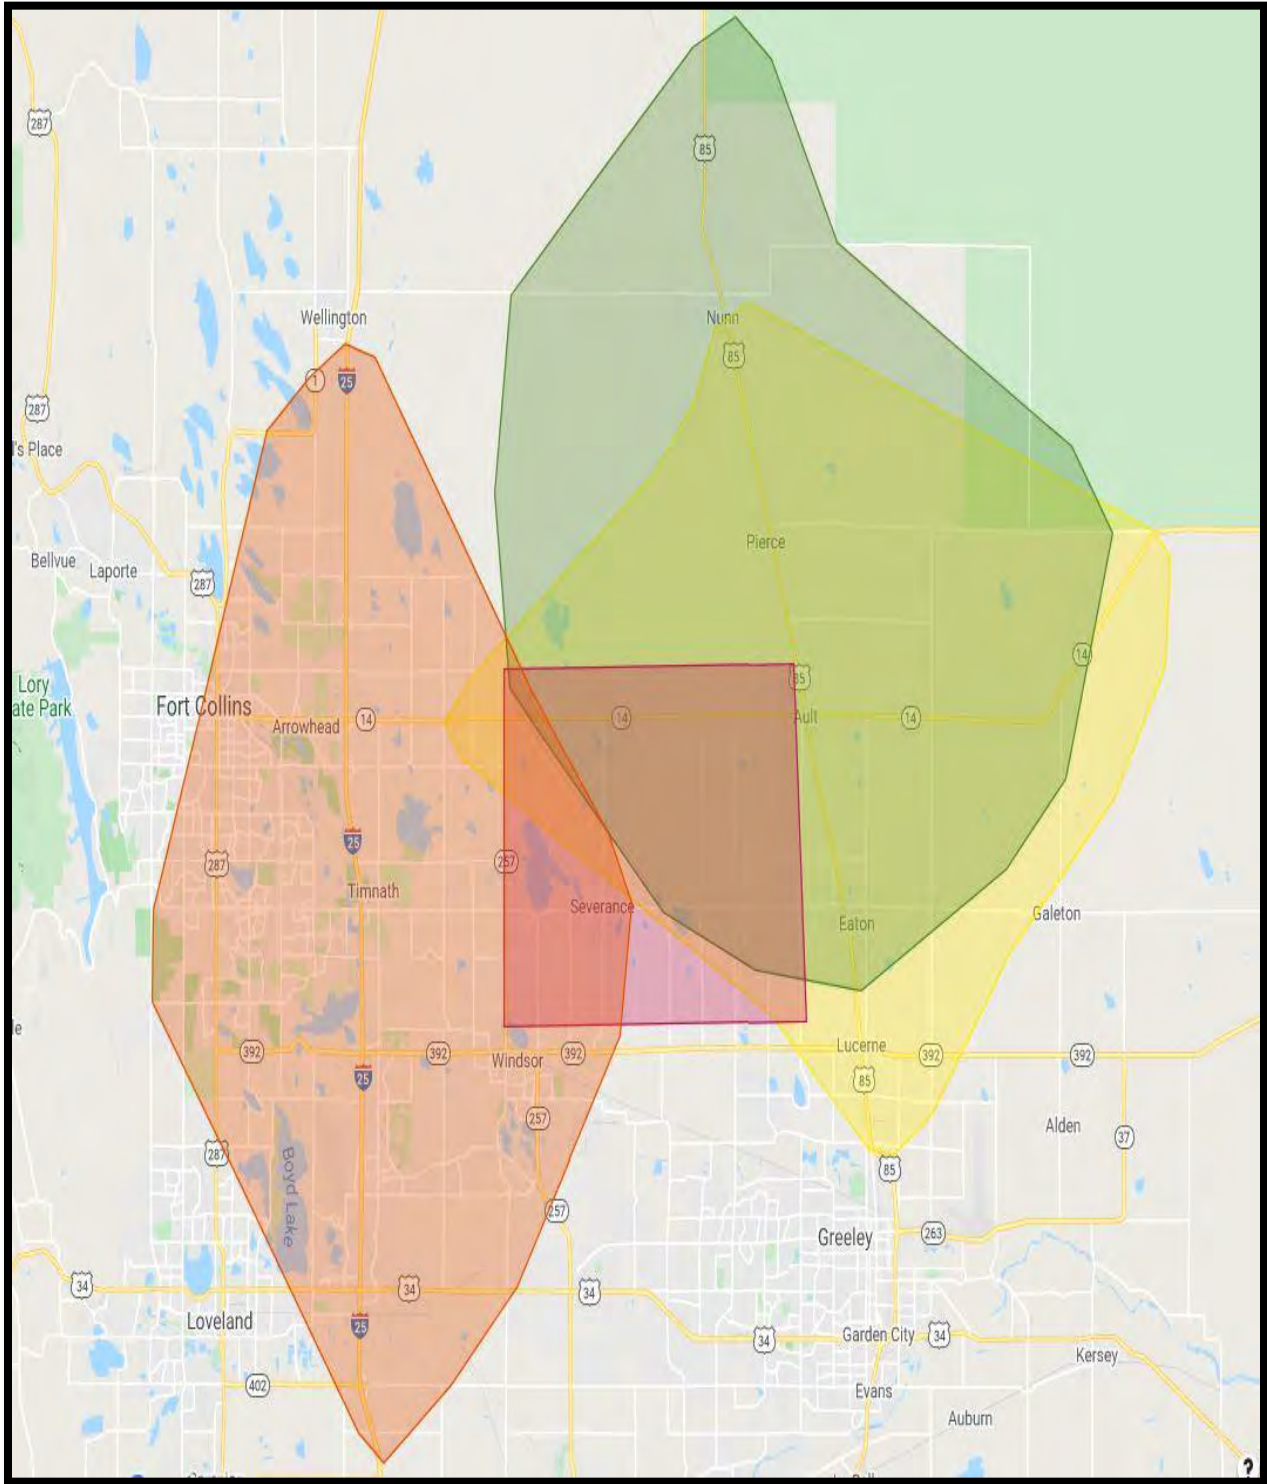 287
85
Wellington
Nunn
85
1
25
287
l's Place
Pierce
Bellvue
Laporte
287
14
Lory
ate Park
85
Fort Collins
Arrowhead
14
14
Ault
14
25
287
257
Timnath
Severance
Eaton
Galeton
le
392
392
Windsor
392
Lucerne
392
392
25
85
257
Alden
37
287
Boyd Lake
85
257
Greeley
263
34
34
34
Loveland
25
34
Garden City
34
Kersey
402
Evans
Auburn
?